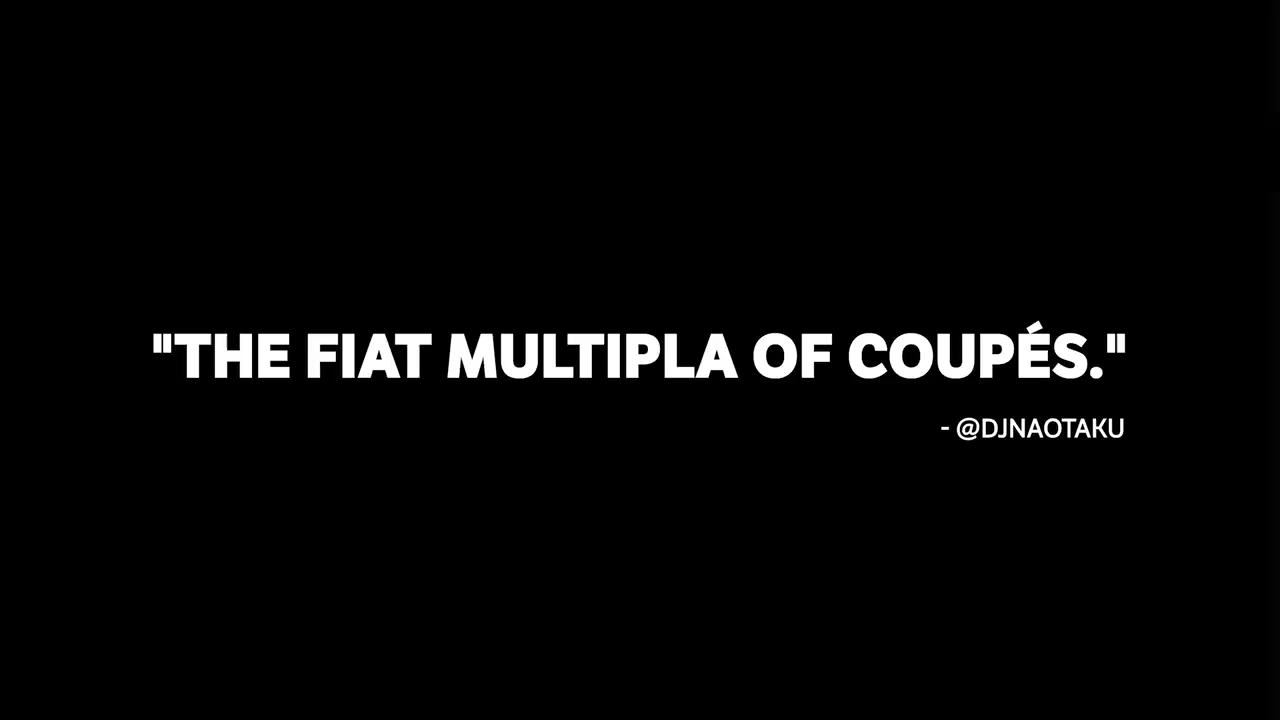 "THE FIAT MULTIPLA OF COUPÉS."
- @DJNAOTAKU